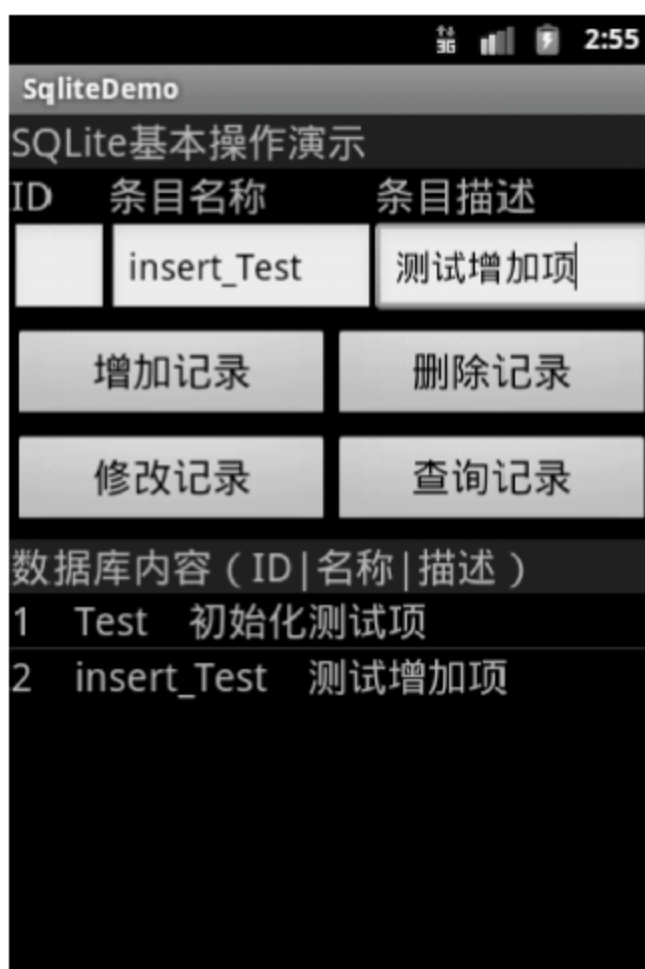 3G 2:55
SqliteDemo
SQLite基本操作演示
ID 条目名称 条目描述
insert_Test 测试增加项
增加记录 删除记录
修改记录 查询记录
数据库内容（ID|名称|描述）
1 Test 初始化测试项
2 insert_Test 测试增加项